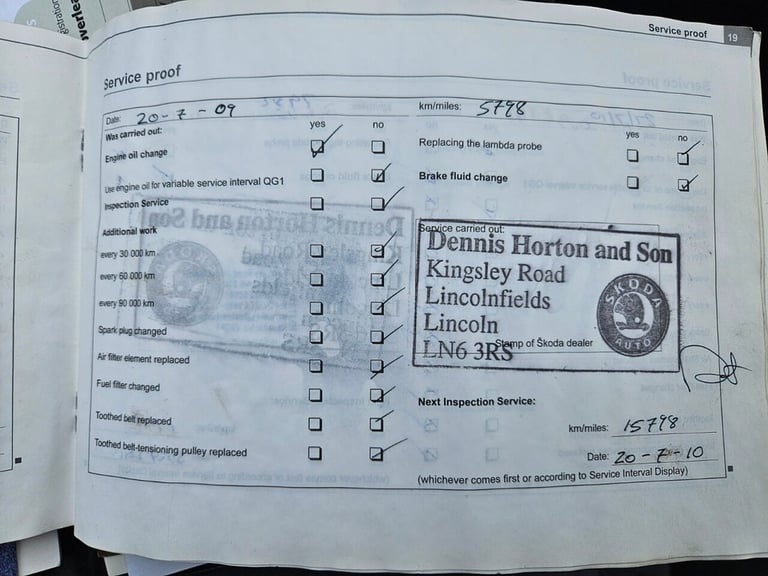 Service proof 19
Service proof
Date: 20-7-09
km/miles: 5798
Was carried out:
yes no
Engine oil change
Use engine oil for variable service interval QG1
Inspection Service
Additional work
every 30 000 km
every 60 000 km
every 90 000 km
Spark plug changed
Air filter element replaced
Fuel filter changed
Toothed belt replaced
Toothed belt-tensioning pulley replaced
yes no
Replacing the lambda probe
Brake fluid change
Service carried out:
Dennis Horton and Son
Kingsley Road
Lincolnfields
Lincoln
LN6 3RS
Stamp of Škoda dealer
ŠKODA
AUTO
Next Inspection Service:
km/miles: 15798
Date: 20-7-10
(whichever comes first or according to Service Interval Display)